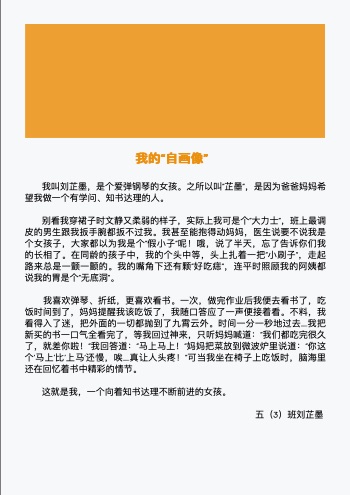 我的“自画像”
我叫刘芷墨，是个爱弹钢琴的女孩。之所以叫“芷墨”，是因为爸爸妈妈希
望我做一个有学问、知书达理的人。
别看我穿裙子时文静又柔弱的样子，实际上我可是个“大力士”，班上最调
皮的男生跟我扳手腕都扳不过我。我甚至能抱得动妈妈，医生说要不说我是
个女孩子，大家都以为我是个“假小子”呢！哦，说了半天，忘了告诉你们我
的长相了。在同龄的孩子中，我的个头中等，头上扎着一把“小刷子”，走起
路来总是一颤一颤的。我的嘴角下还有颗“好吃痣”，连平时照顾我的阿姨都
说我的胃是个“无底洞”。
我喜欢弹琴、折纸，更喜欢看书。一次，做完作业后我便去看书了，吃
饭时间到了，妈妈提醒我该吃饭了，我随口答应了一声便接着看。不料，我
看得入了迷，把外面的一切都抛到了九霄云外。时间一分一秒地过去…我把
新买的书一口气全看完了，等我回过神来，只听妈妈喊道：“我们都吃完很久
了，就差你啦！”我回答道：“马上马上！”妈妈把菜放到微波炉里说道：“你这
个‘马上’比‘上马’还慢，唉…真让人头疼！”可当我坐在椅子上吃饭时，脑海里
还在回忆着书中精彩的情节。
这就是我，一个向着知书达理不断前进的女孩。
五（3）班刘芷墨